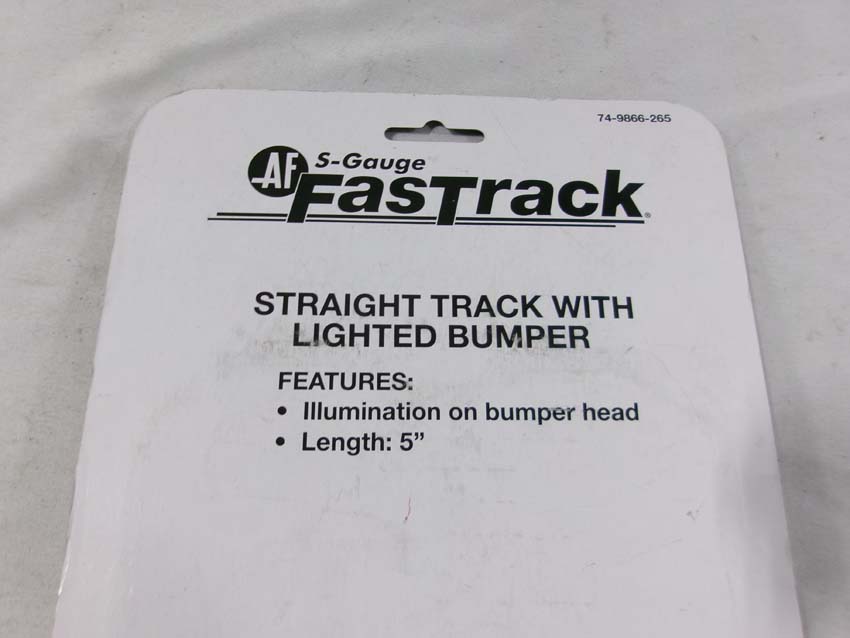 74-9866-265
AF S-Gauge
FasTrack®
STRAIGHT TRACK WITH
LIGHTED BUMPER
FEATURES:
• Illumination on bumper head
• Length: 5”